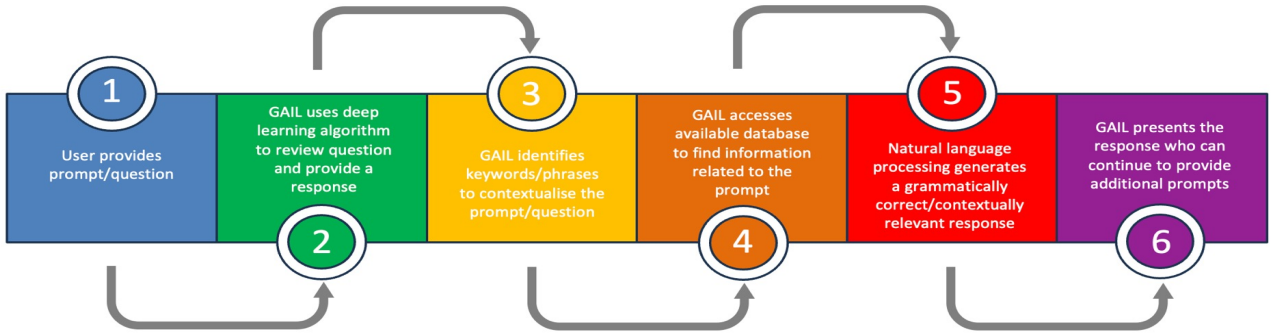 1
User provides
prompt/question
GAIL uses deep
learning algorithm
to review question
and provide a
response
2
3
GAIL identifies
keywords/phrases
to contextualise the
prompt/question
GAIL accesses
available database
to find information
related to the
prompt
4
5
Natural language
processing generates
a grammatically
correct/contextually
relevant response
GAIL presents the
response who can
continue to provide
additional prompts
6